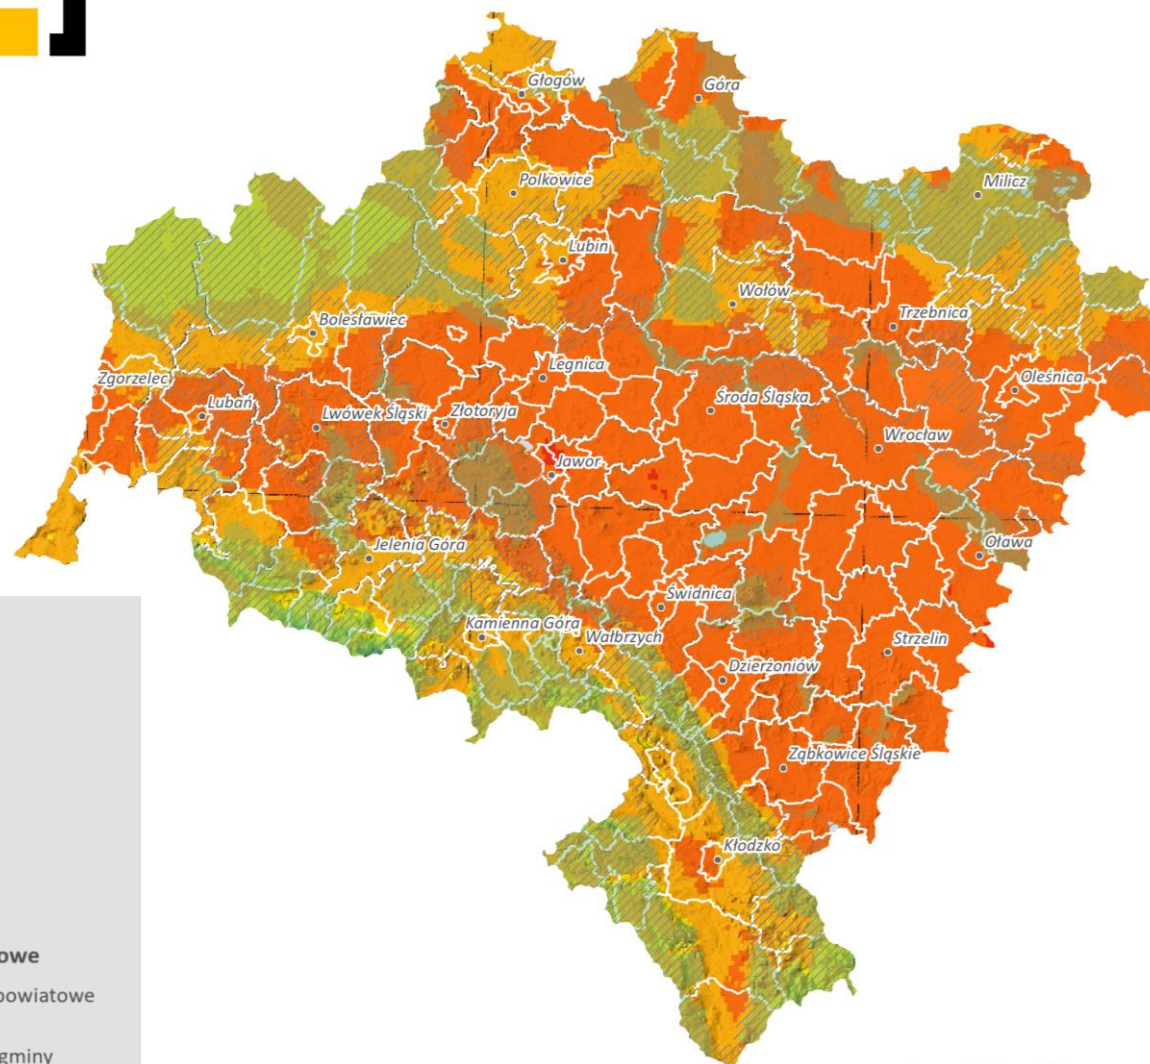 Głogów
Góra
Polkowice
Milicz
Lubin
Wołów
Bolesławiec
Trzebnica
Zgorzelec
Legnica
Oleśnica
Lubań
Lwówek Śląski
Złotoryja
Środa Śląska
Wrocław
Jawor
Jelenia Góra
Oława
Świdnica
Kamienna Góra
Wałbrzych
Strzelin
Dzierżoniów
Ząbkowice Śląskie
Kłodzko
owe
powiatowe
gminy